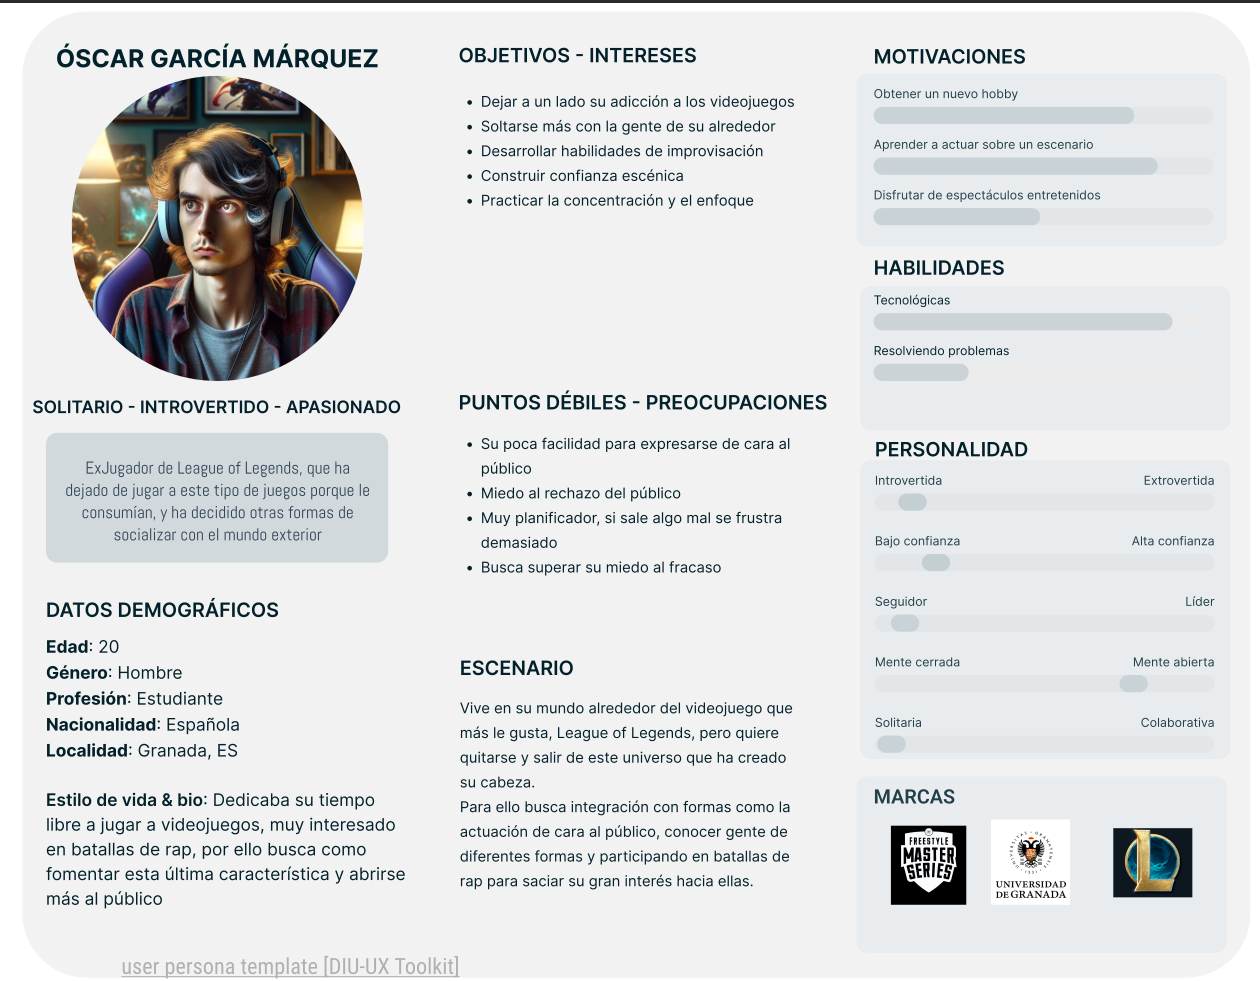 ÓSCAR GARCÍA MÁRQUEZ
SOLITARIO - INTROVERTIDO - APASIONADO
ExJugador de League of Legends, que ha
dejado de jugar a este tipo de juegos porque le
consumían, y ha decidido otras formas de
socializar con el mundo exterior
DATOS DEMOGRÁFICOS
Edad: 20
Género: Hombre
Profesión: Estudiante
Nacionalidad: Española
Localidad: Granada, ES
Estilo de vida & bio: Dedicaba su tiempo
libre a jugar a videojuegos, muy interesado
en batallas de rap, por ello busca como
fomentar esta última característica y abrirse
más al público
OBJETIVOS - INTERESES
• Dejar a un lado su adicción a los videojuegos
• Soltarse más con la gente de su alrededor
• Desarrollar habilidades de improvisación
• Construir confianza escénica
• Practicar la concentración y el enfoque
PUNTOS DÉBILES - PREOCUPACIONES
• Su poca facilidad para expresarse de cara al
público
• Miedo al rechazo del público
• Muy planificador, si sale algo mal se frustra
demasiado
• Busca superar su miedo al fracaso
ESCENARIO
Vive en su mundo alrededor del videojuego que
más le gusta, League of Legends, pero quiere
quitarse y salir de este universo que ha creado
su cabeza.
Para ello busca integración con formas como la
actuación de cara al público, conocer gente de
diferentes formas y participando en batallas de
rap para saciar su gran interés hacia ellas.
MOTIVACIONES
Obtener un nuevo hobby
Aprender a actuar sobre un escenario
Disfrutar de espectáculos entretenidos
HABILIDADES
Tecnológicas
Resolviendo problemas
PERSONALIDAD
Introvertida Extrovertida
Bajo confianza Alta confianza
Seguidor Líder
Mente cerrada Mente abierta
Solitaria Colaborativa
MARCAS
FREESTYLE
MASTER
SERIES
UNIVERSIDAD
DE GRANADA
L
user persona template [DIU-UX Toolkit]